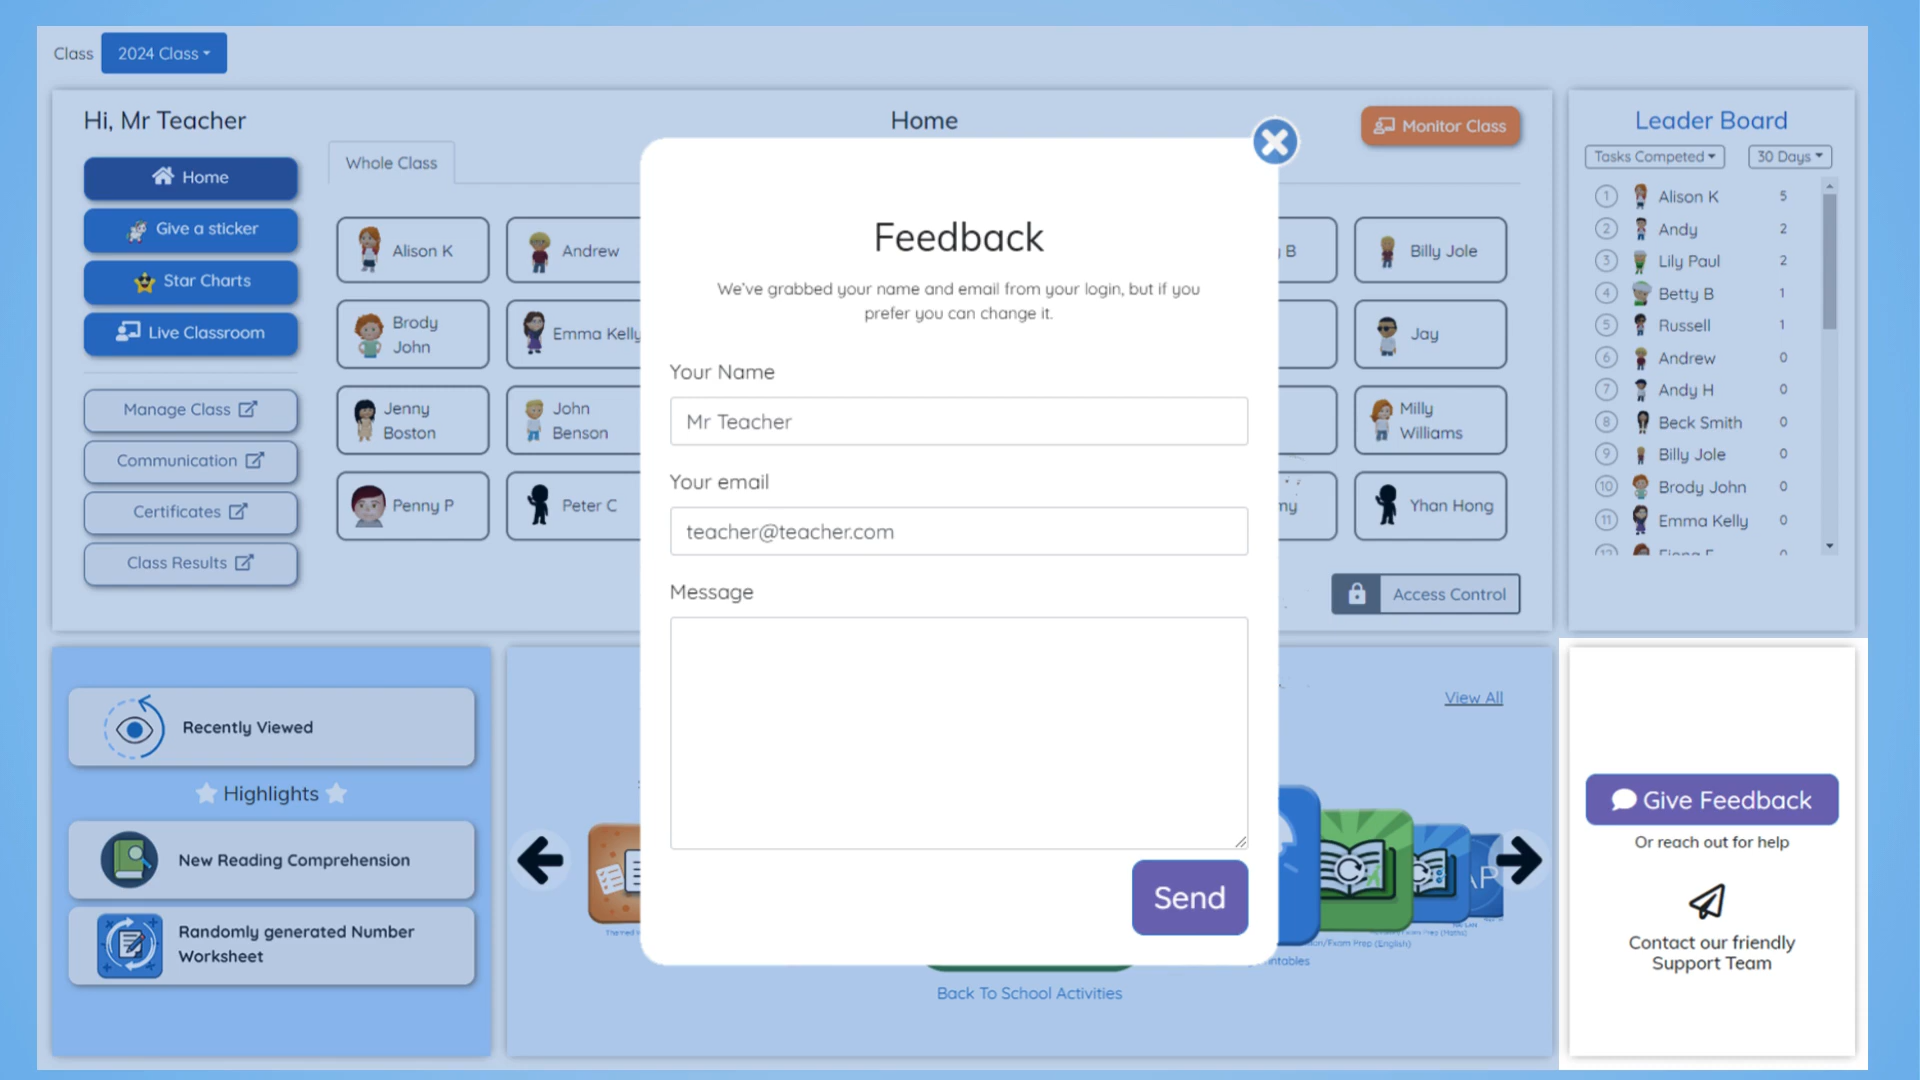 Class
2024 Class
Hi, Mr Teacher
Home
Give a sticker
Star Charts
Live Classroom
Manage Class
Communication
Certificates
Class Results
Home
Monitor Class
Whole Class
Alison K
Andrew
B
Billy Jole
Brody
John
Emma Kelly
Jay
Jenny
Boston
John
Benson
Milly
Williams
Penny P
Peter C
my
Yhan Hong
Access Control
Leader Board
Tasks Competed
30 Days
1 Alison K 5
2 Andy 2
3 Lily Paul 2
4 Betty B 1
5 Russell 1
6 Andrew 0
7 Andy H 0
8 Beck Smith 0
9 Billy Jole 0
10 Brody John 0
11 Emma Kelly 0
Feedback
We've grabbed your name and email from your login, but if you
prefer you can change it.
Your Name
Mr Teacher
Your email
teacher@teacher.com
Message
Send
Recently Viewed
Highlights
New Reading Comprehension
Randomly generated Number
Worksheet
View All
Back To School Activities
Give Feedback
Or reach out for help
Contact our friendly
Support Team